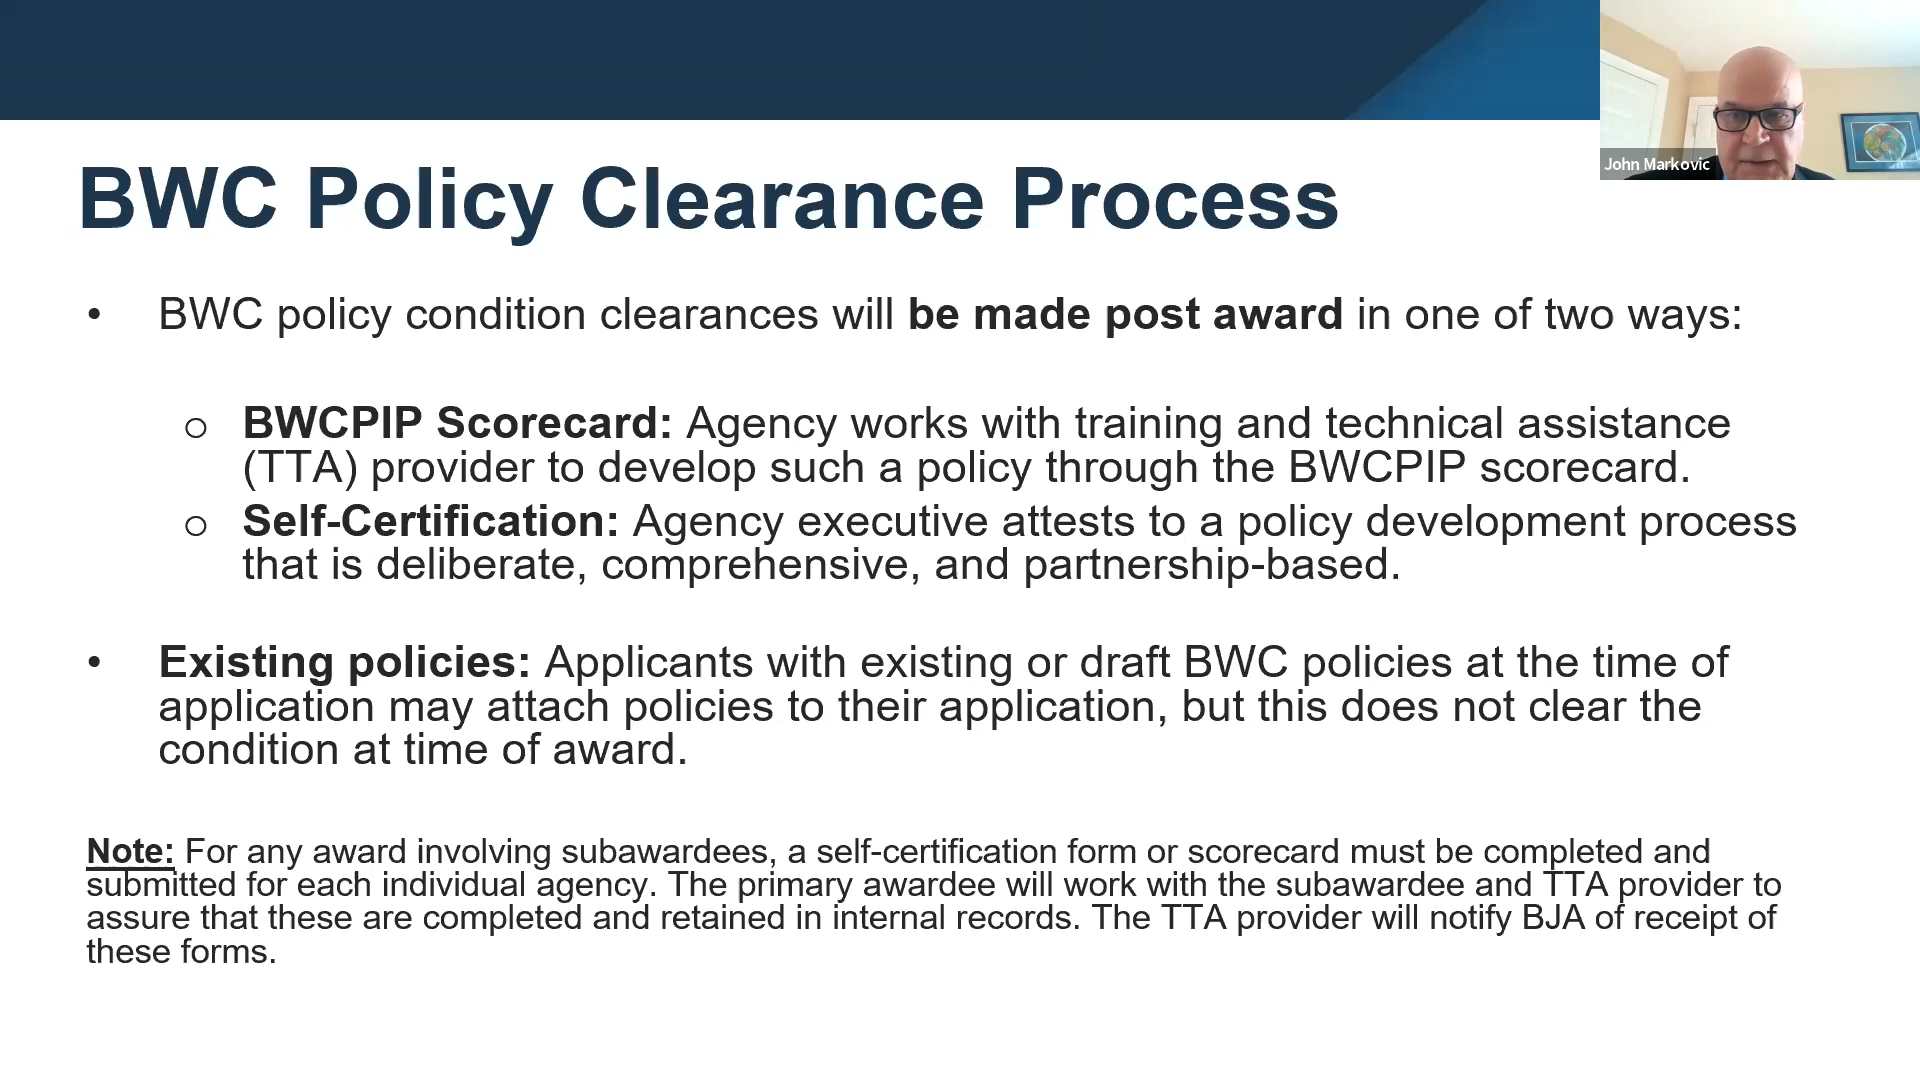 John Markovic
BWC Policy Clearance Process
• BWC policy condition clearances will be made post award in one of two ways:
o BWCPIP Scorecard: Agency works with training and technical assistance
(TTA) provider to develop such a policy through the BWCPIP scorecard.
o Self-Certification: Agency executive attests to a policy development process
that is deliberate, comprehensive, and partnership-based.
• Existing policies: Applicants with existing or draft BWC policies at the time of
application may attach policies to their application, but this does not clear the
condition at time of award.
Note: For any award involving subawardees, a self-certification form or scorecard must be completed and
submitted for each individual agency. The primary awardee will work with the subawardee and TTA provider to
assure that these are completed and retained in internal records. The TTA provider will notify BJA of receipt of
these forms.